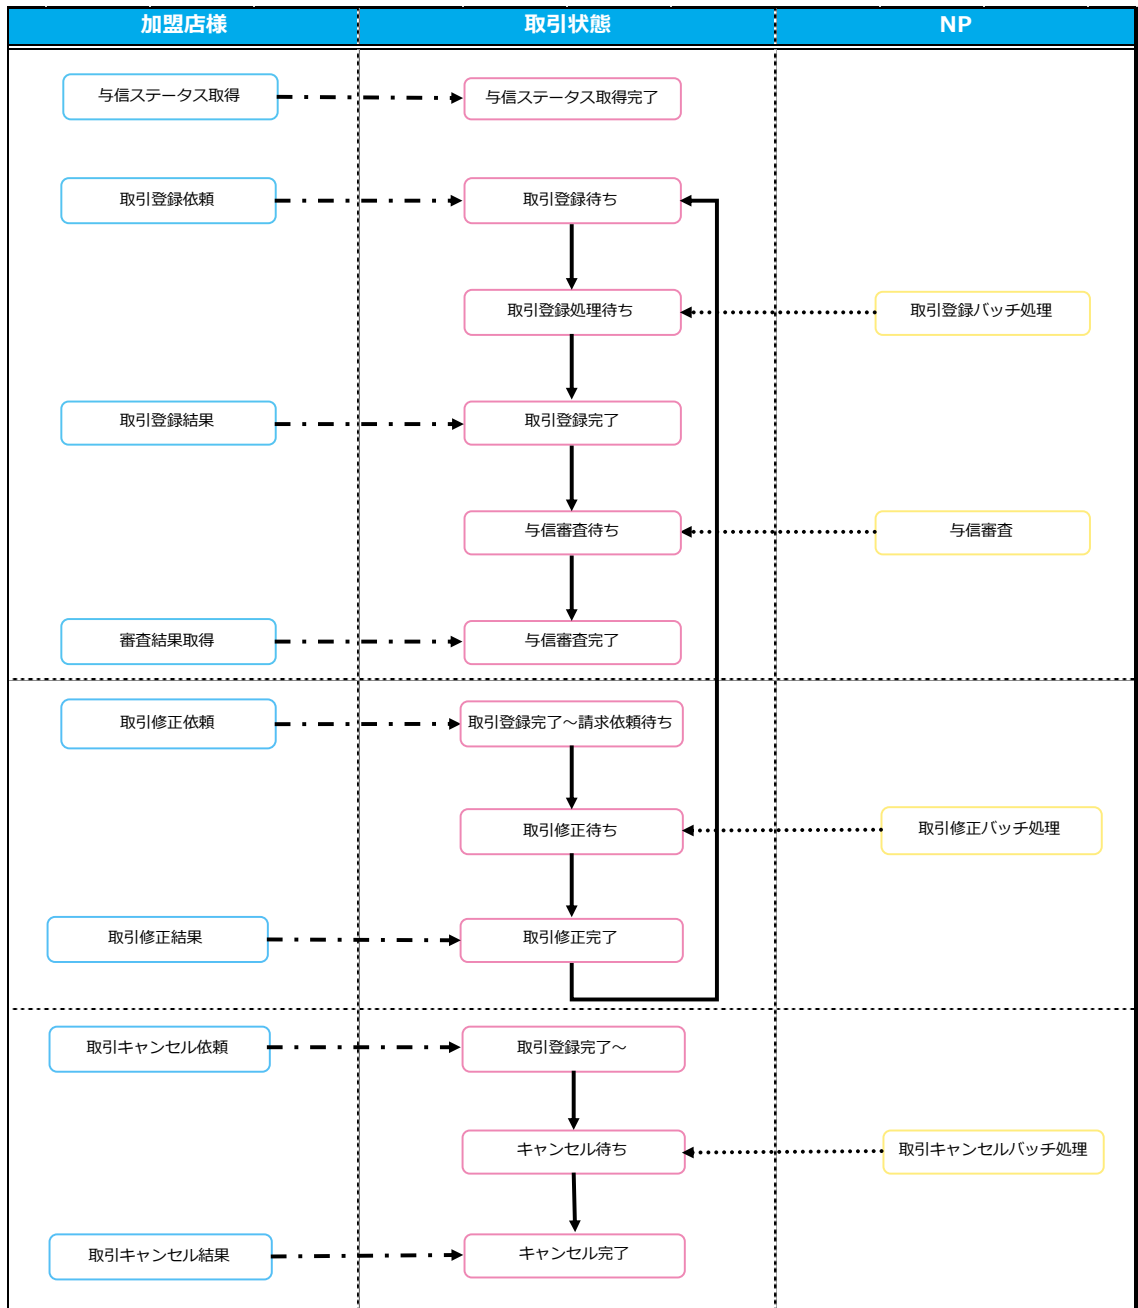 加盟店様
取引状態
NP
与信ステータス取得
与信ステータス取得完了
取引登録依頼
取引登録待ち
取引登録処理待ち
取引登録バッチ処理
取引登録結果
取引登録完了
与信審査待ち
与信審査
審査結果取得
与信審査完了
取引修正依頼
取引登録完了～請求依頼待ち
取引修正待ち
取引修正バッチ処理
取引修正結果
取引修正完了
取引キャンセル依頼
取引登録完了～
キャンセル待ち
取引キャンセルバッチ処理
取引キャンセル結果
キャンセル完了